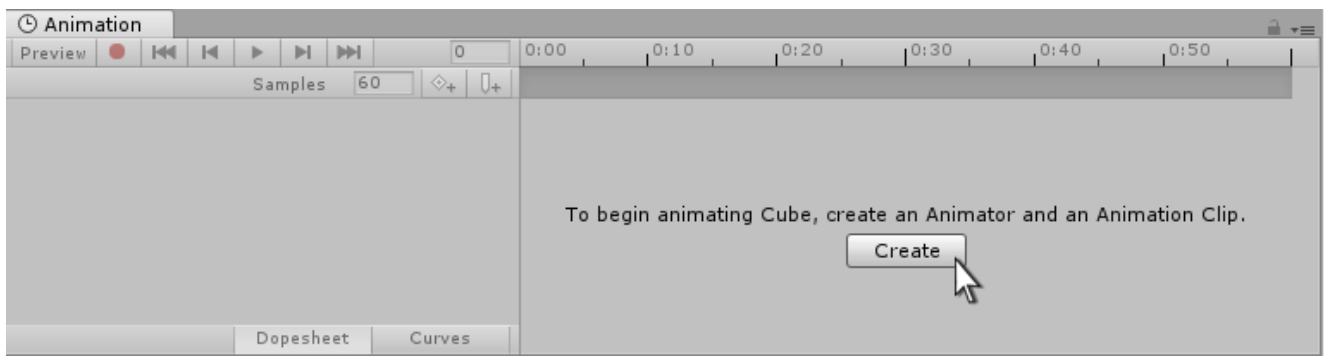 Animation
Preview 0 0:00 0:10 0:20 0:30 0:40 0:50
Samples 60
To begin animating Cube, create an Animator and an Animation Clip.
Create
Dopesheet Curves